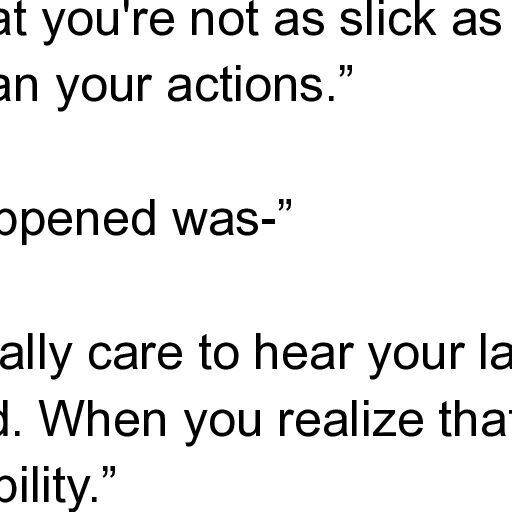 at you're not as slick as
an your actions.”
ppened was-”
ally care to hear your la
d. When you realize that
bility.”